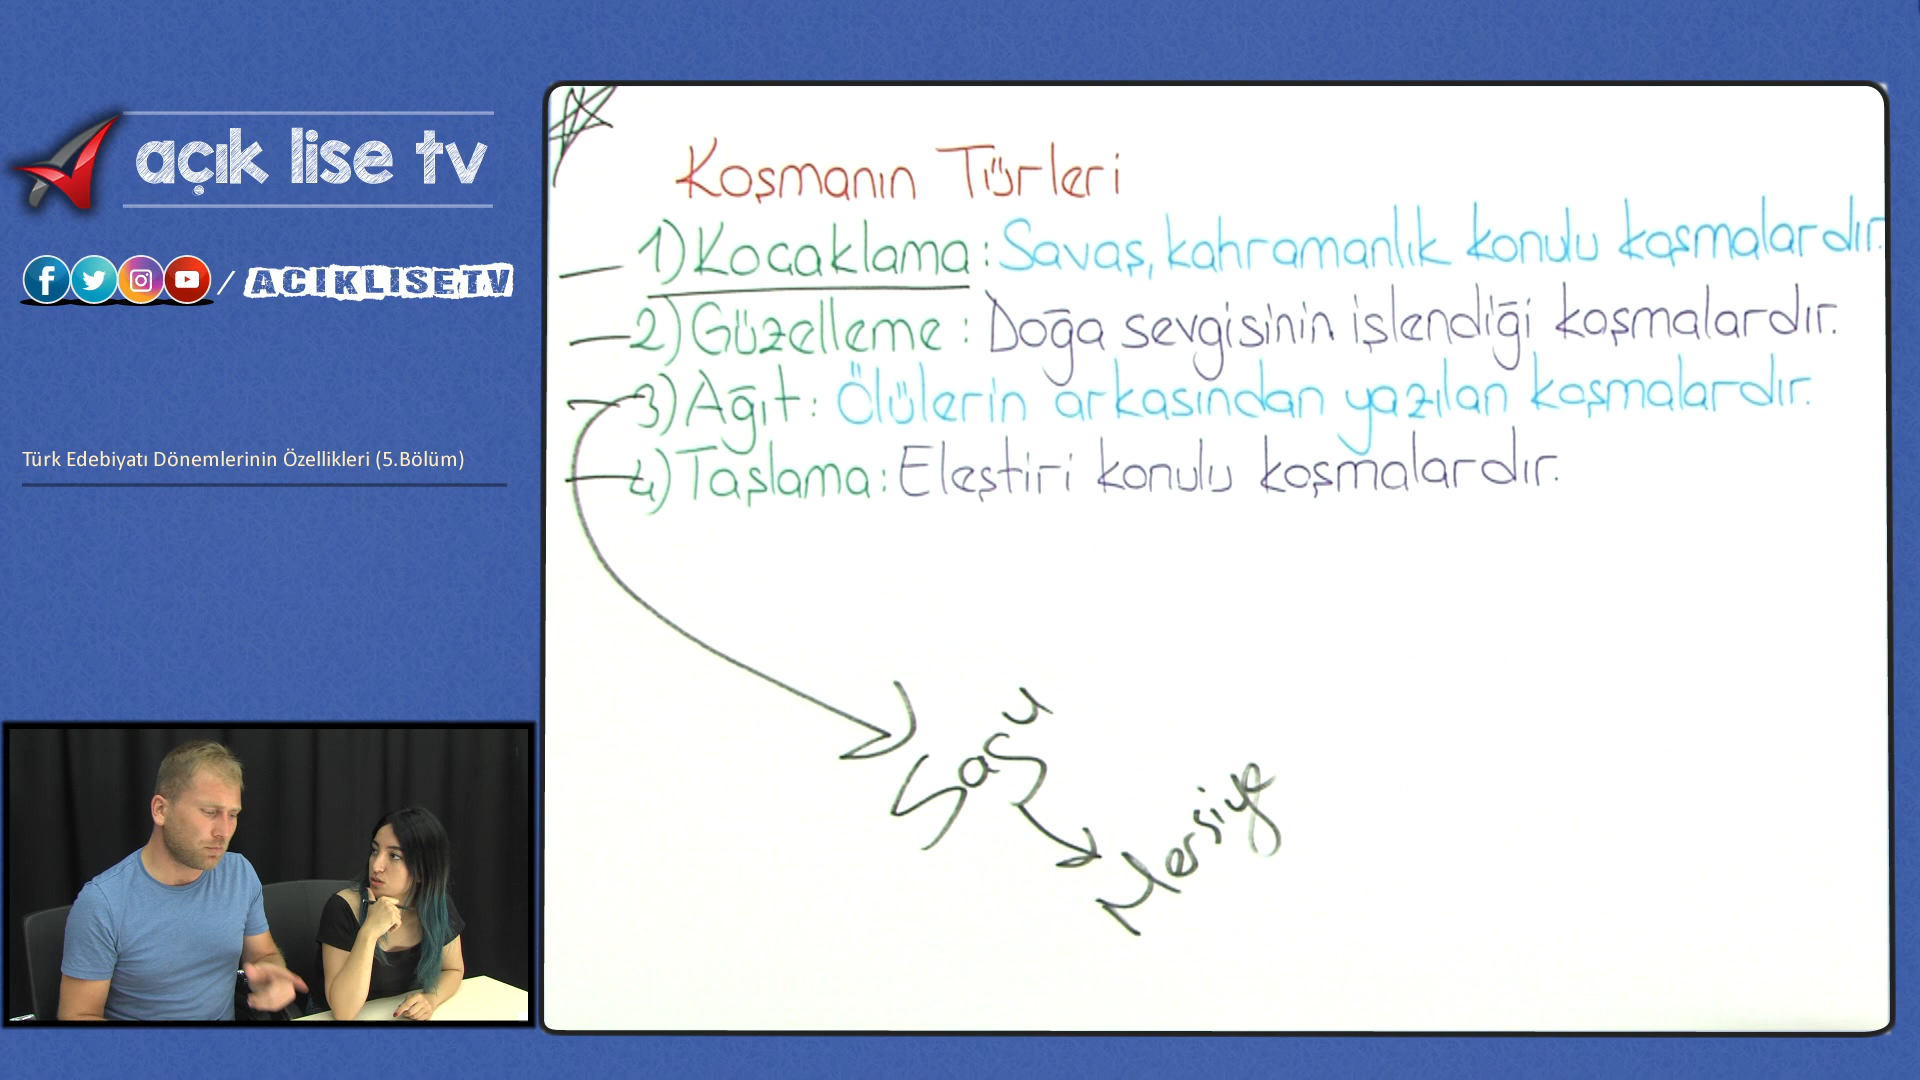 açık lise tv
/ ACIKLISETV
Türk Edebiyatı Dönemlerinin Özellikleri (5.Bölüm)
Koşmanın Türleri
1) Koçaklama: Savaş, kahramanlık konulu koşmalardır.
2) Güzelleme: Doğa sevgisinin işlendiği koşmalardır.
3) Ağıt: Ölülerin arkasından yazılan koşmalardır.
4) Taşlama: Eleştiri konulu koşmalardır.
Sagu
Mersiye